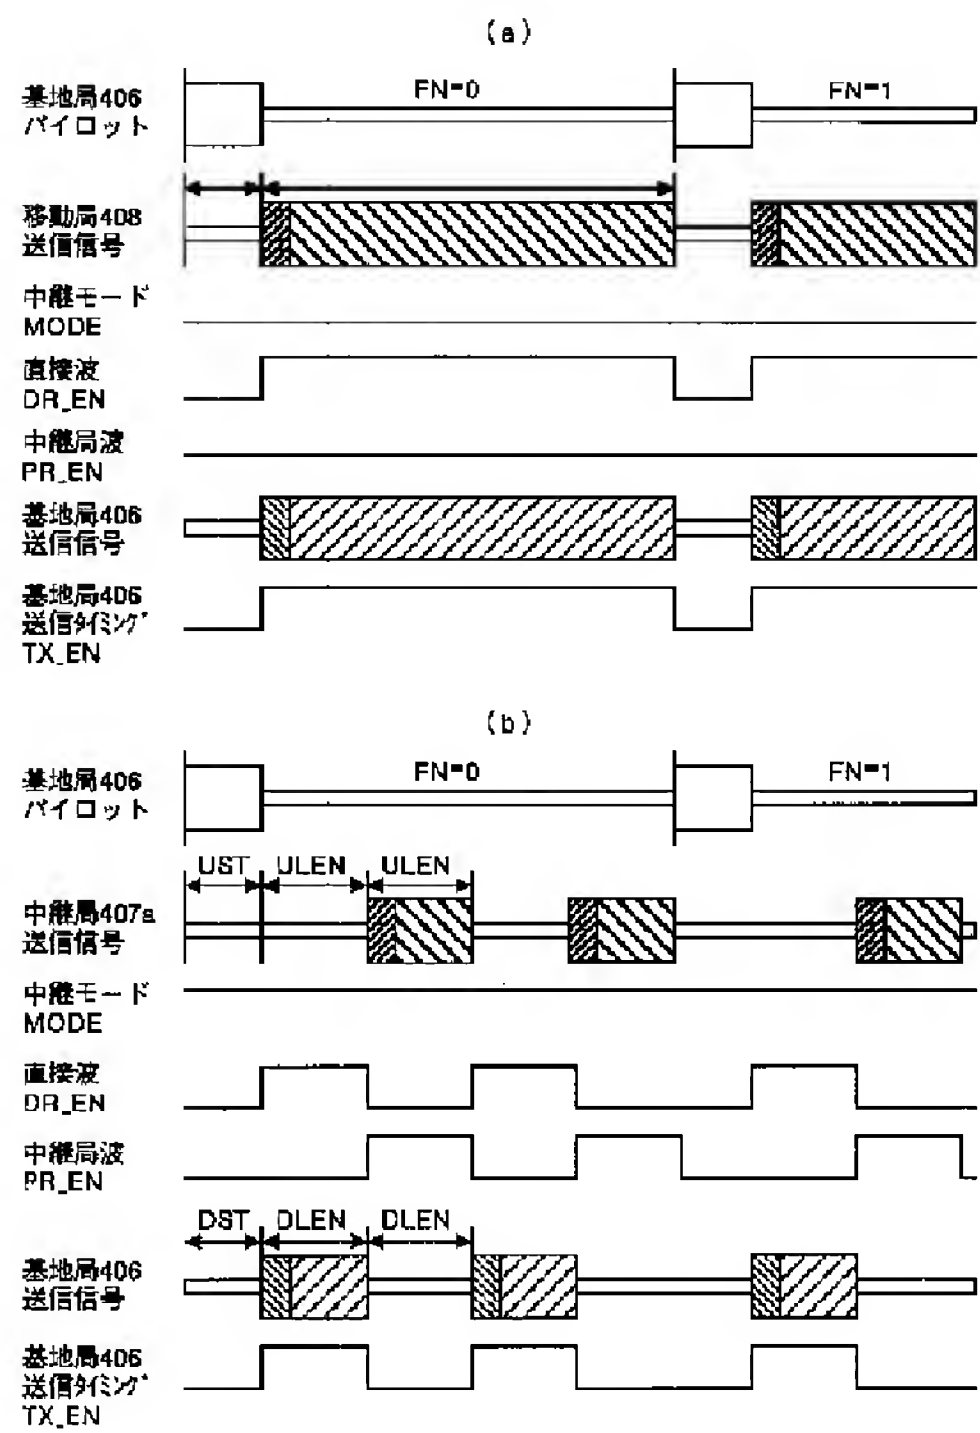 (a)
基地局406
パイロット
FN=0
FN=1
移動局408
送信信号
中継モード
MODE
直接波
DR_EN
中継局波
PR_EN
基地局406
送信信号
基地局406
送信ﾀｲﾐﾝｸﾞ
TX_EN
(b)
基地局406
パイロット
FN=0
FN=1
UST
ULEN
ULEN
中継局407a
送信信号
中継モード
MODE
直接波
DR_EN
中継局波
PR_EN
DST
DLEN
DLEN
基地局406
送信信号
基地局406
送信ﾀｲﾐﾝｸﾞ
TX_EN